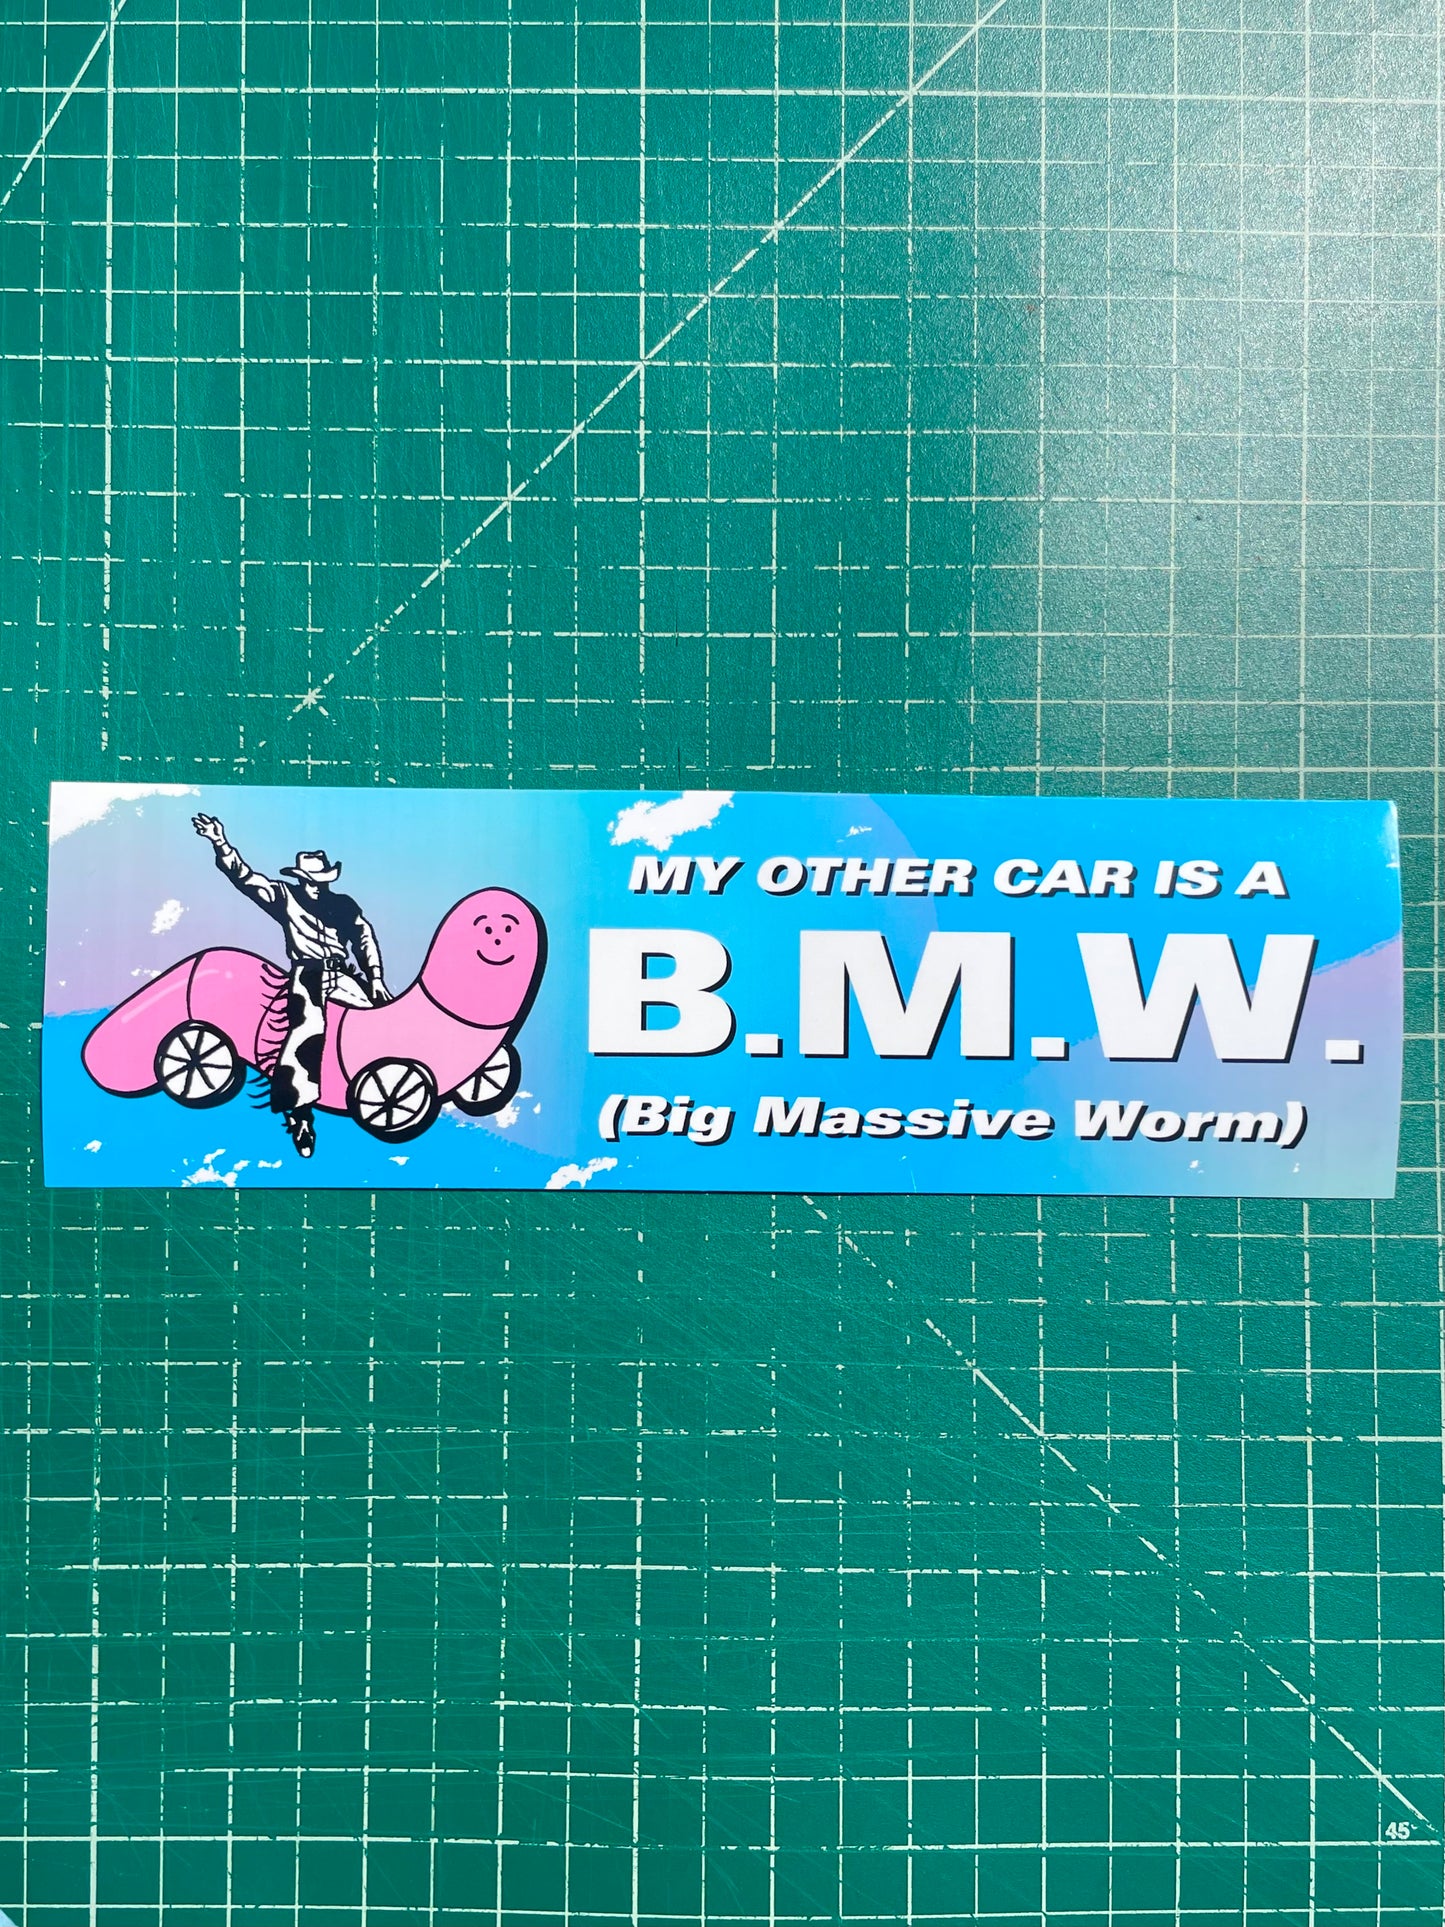 MY OTHER CAR IS A
B.M.W.
(Big Massive Worm)
45°